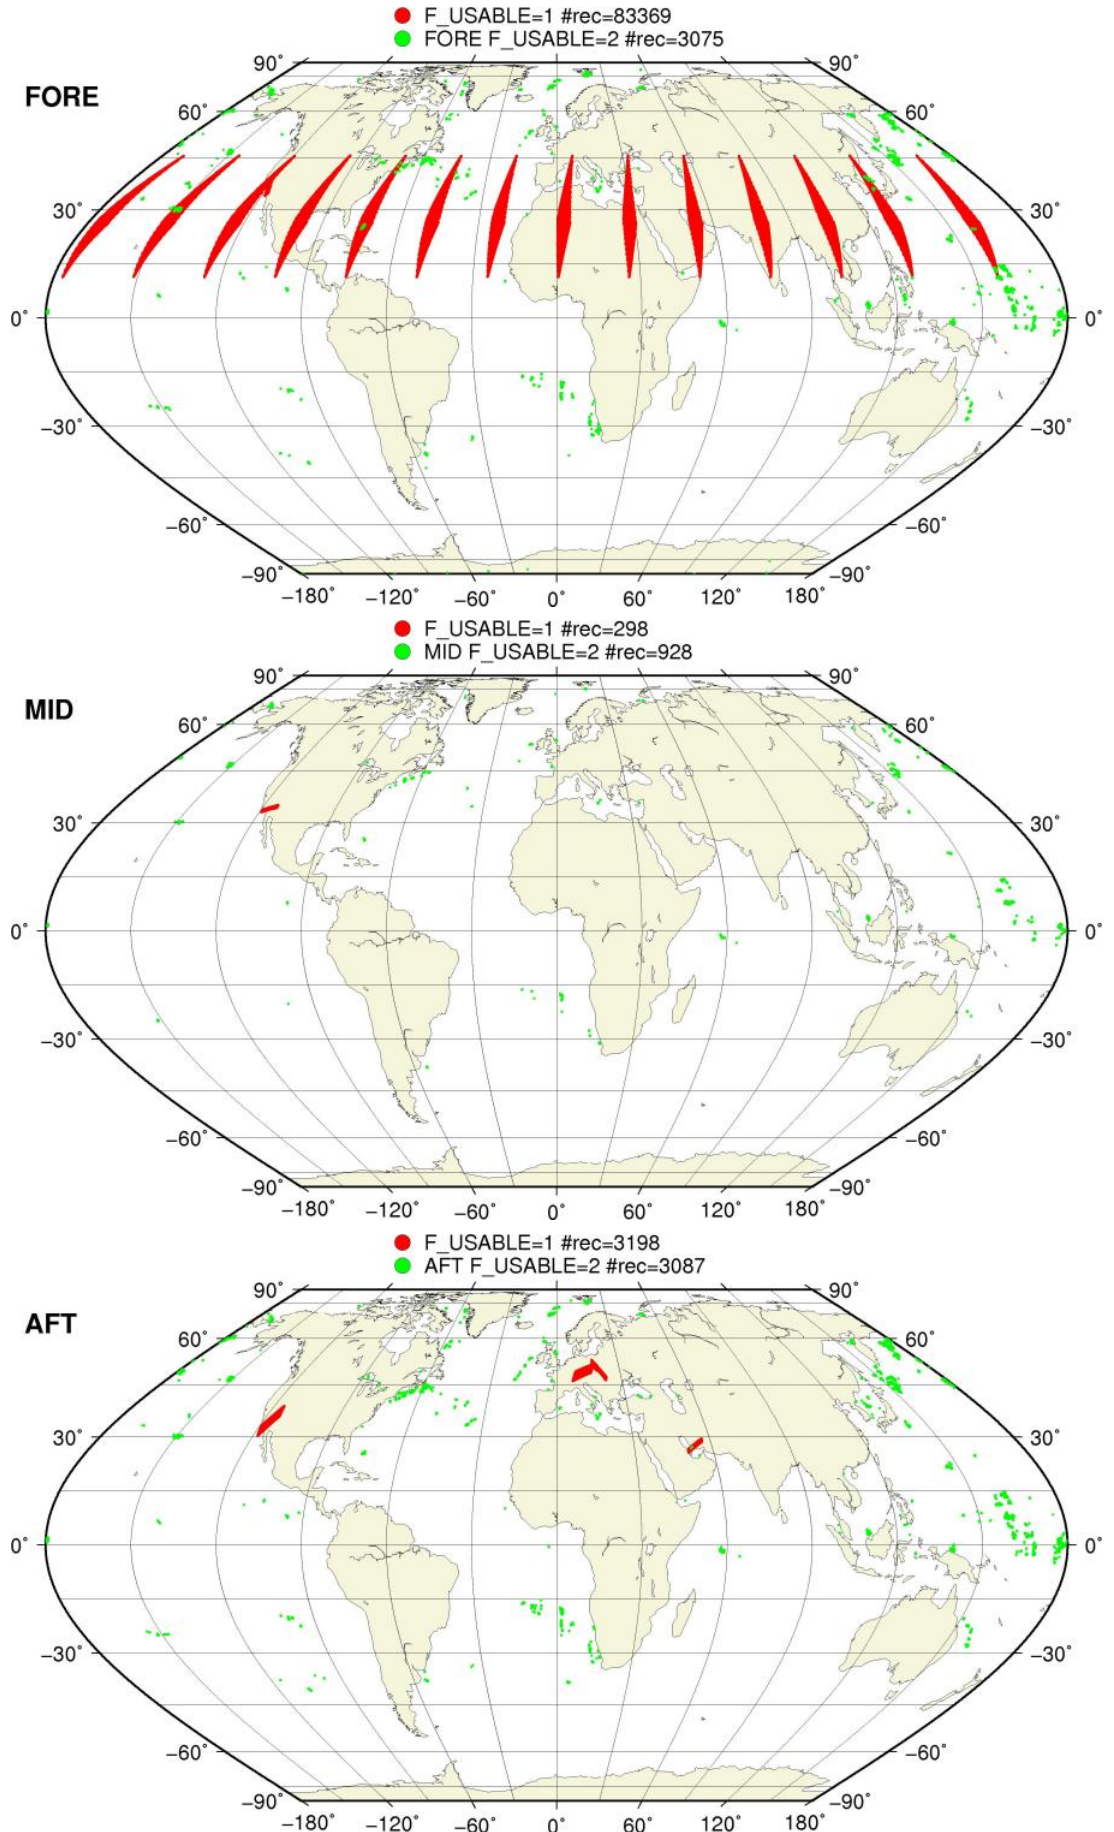 F_USABLE=1 #rec=83369
FORE F_USABLE=2 #rec=3075
FORE
90° 90°
60° 60°
30° 30°
0° 0°
−30° −30°
−60° −60°
−90° −90°
−180° −120° −60° 0° 60° 120° 180°
F_USABLE=1 #rec=298
MID F_USABLE=2 #rec=928
MID
90° 90°
60° 60°
30° 30°
0° 0°
−30° −30°
−60° −60°
−90° −90°
−180° −120° −60° 0° 60° 120° 180°
F_USABLE=1 #rec=3198
AFT F_USABLE=2 #rec=3087
AFT
90° 90°
60° 60°
30° 30°
0° 0°
−30° −30°
−60° −60°
−90° −90°
−180° −120° −60° 0° 60° 120° 180°